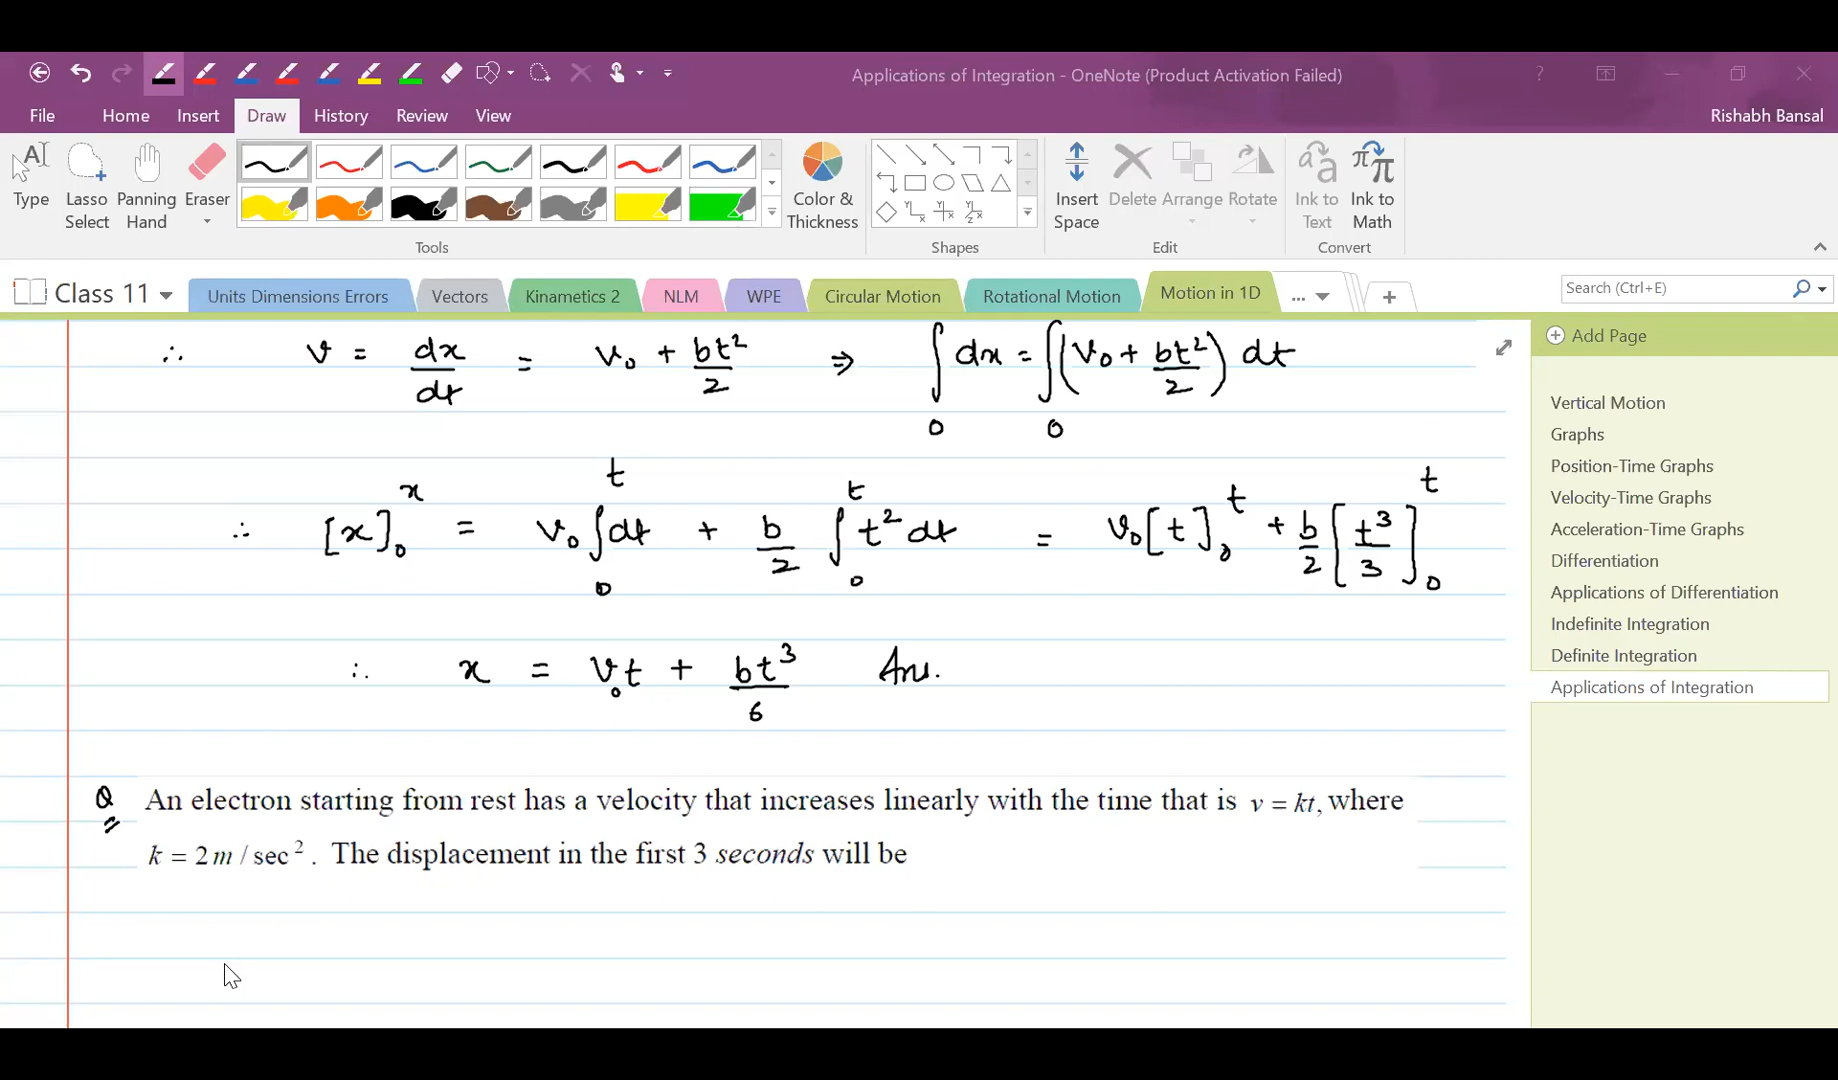 Applications of Integration - OneNote (Product Activation Failed)
File Home Insert Draw History Review View Rishabh Bansal
Type Lasso Select Panning Hand Eraser Color & Thickness Insert Space Delete Arrange Rotate Ink to Text Ink to Math
Tools Shapes Edit Convert
Class 11 Units Dimensions Errors Vectors Kinametics 2 NLM WPE Circular Motion Rotational Motion Motion in 1D ... Search (Ctrl+E)
∴ v = dx/dt = v₀ + bt²/2 ⇒ ∫₀ dx = ∫₀ (v₀ + bt²/2) dt
∴ [x]₀ˣ = v₀ ∫₀ᵗ dt + b/2 ∫₀ᵗ t² dt = v₀[t]₀ᵗ + b/2 [t³/3]₀ᵗ
∴ x = v₀t + bt³/6 Ans.
Q An electron starting from rest has a velocity that increases linearly with the time that is v = kt, where
k = 2 m / sec². The displacement in the first 3 seconds will be
Add Page
Vertical Motion
Graphs
Position-Time Graphs
Velocity-Time Graphs
Acceleration-Time Graphs
Differentiation
Applications of Differentiation
Indefinite Integration
Definite Integration
Applications of Integration